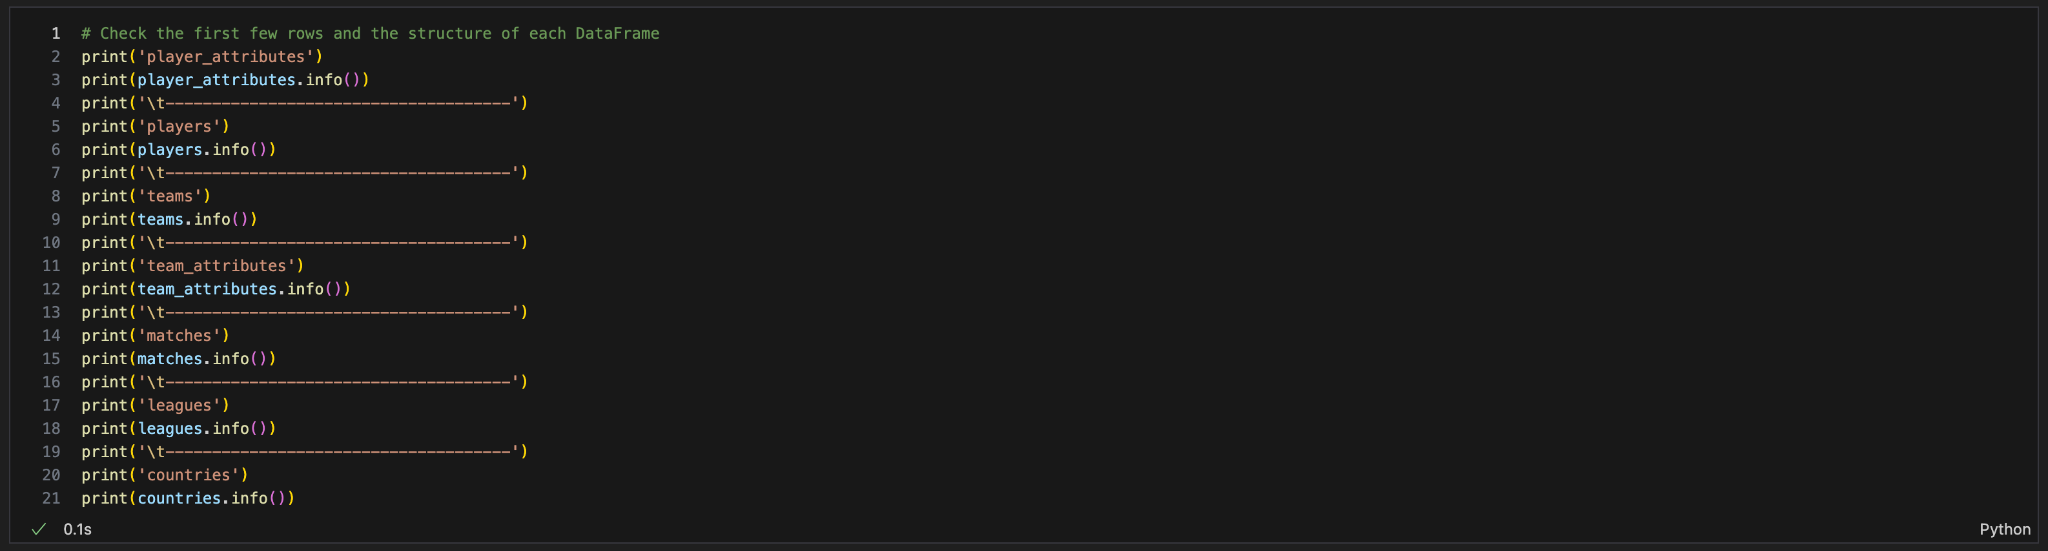 1 # Check the first few rows and the structure of each DataFrame
2 print('player_attributes')
3 print(player_attributes.info())
4 print('\t-------------------------------------')
5 print('players')
6 print(players.info())
7 print('\t-------------------------------------')
8 print('teams')
9 print(teams.info())
10 print('\t-------------------------------------')
11 print('team_attributes')
12 print(team_attributes.info())
13 print('\t-------------------------------------')
14 print('matches')
15 print(matches.info())
16 print('\t-------------------------------------')
17 print('leagues')
18 print(leagues.info())
19 print('\t-------------------------------------')
20 print('countries')
21 print(countries.info())
0.1s
Python